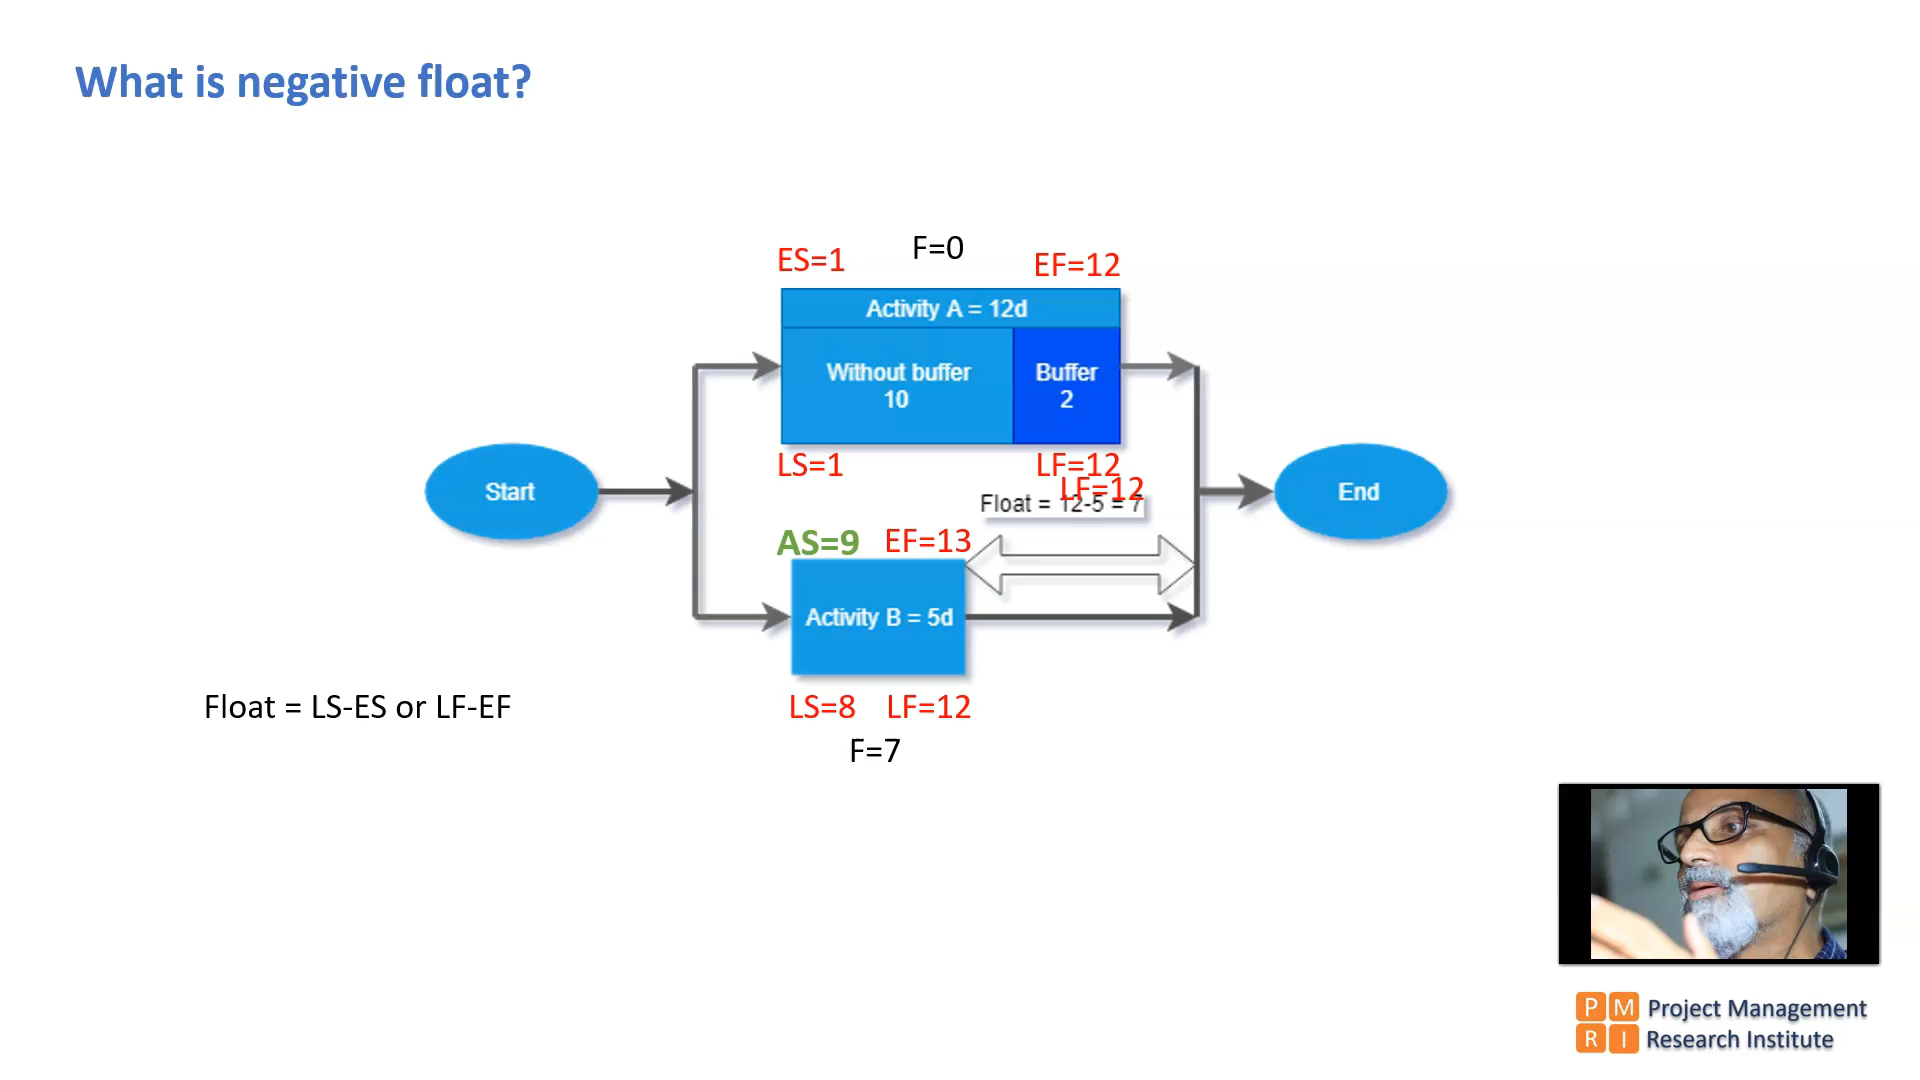 What is negative float?
F=0
ES=1
EF=12
Activity A = 12d
Without buffer
10
Buffer
2
LS=1
LF=12
LF=12
Float = 12-5 = 7
Start
End
AS=9
EF=13
Activity B = 5d
LS=8
LF=12
Float = LS-ES or LF-EF
F=7
P M
R I
Project Management
Research Institute